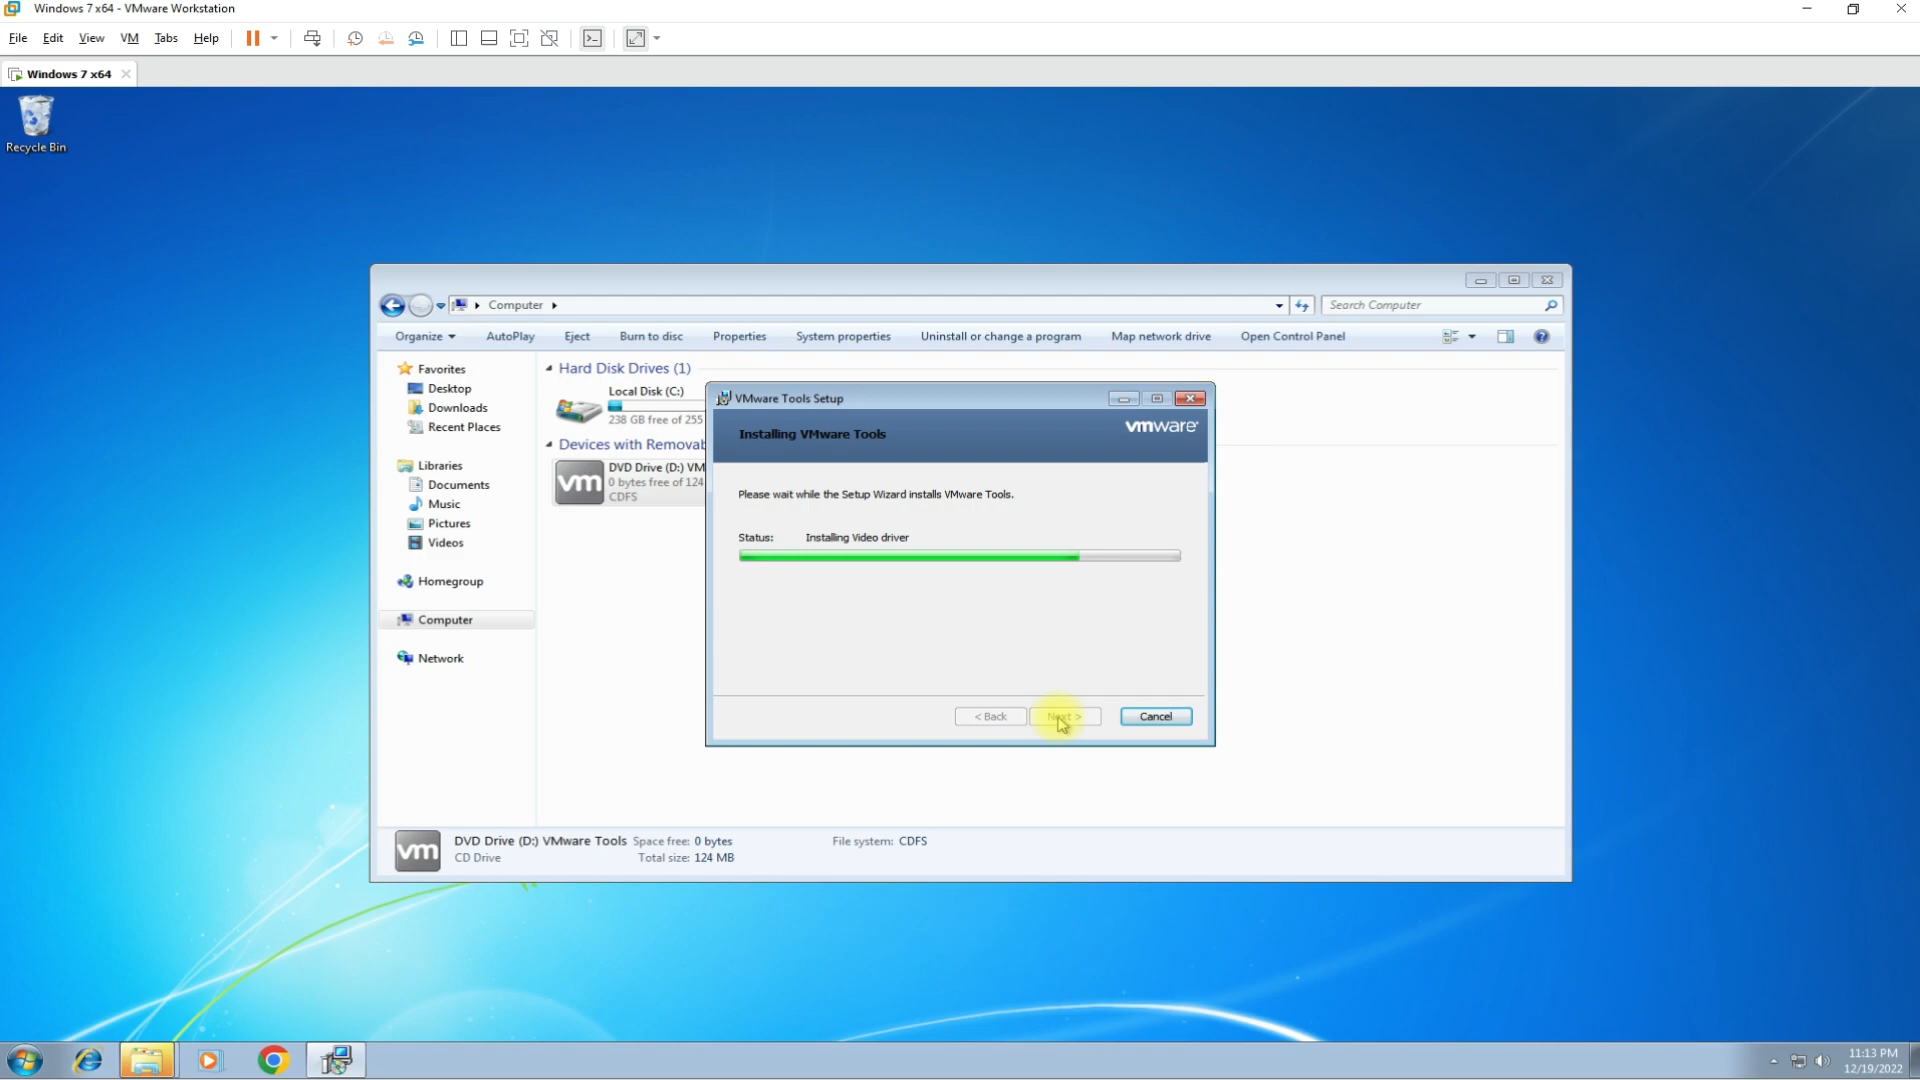 Windows 7 x64 - VMware Workstation
File Edit View VM Tabs Help
Windows 7 x64
Recycle Bin
Computer
Search Computer
Organize AutoPlay Eject Burn to disc Properties System properties Uninstall or change a program Map network drive Open Control Panel
Favorites
Desktop
Downloads
Recent Places
Libraries
Documents
Music
Pictures
Videos
Homegroup
Computer
Network
Hard Disk Drives (1)
Local Disk (C:)
238 GB free of 255
Devices with Removab
DVD Drive (D:) VM
0 bytes free of 124
CDFS
vm
VMware Tools Setup
Installing VMware Tools
vmware
Please wait while the Setup Wizard installs VMware Tools.
Status: Installing Video driver
< Back Next > Cancel
vm
DVD Drive (D:) VMware Tools Space free: 0 bytes File system: CDFS
CD Drive Total size: 124 MB
11:13 PM
12/19/2022